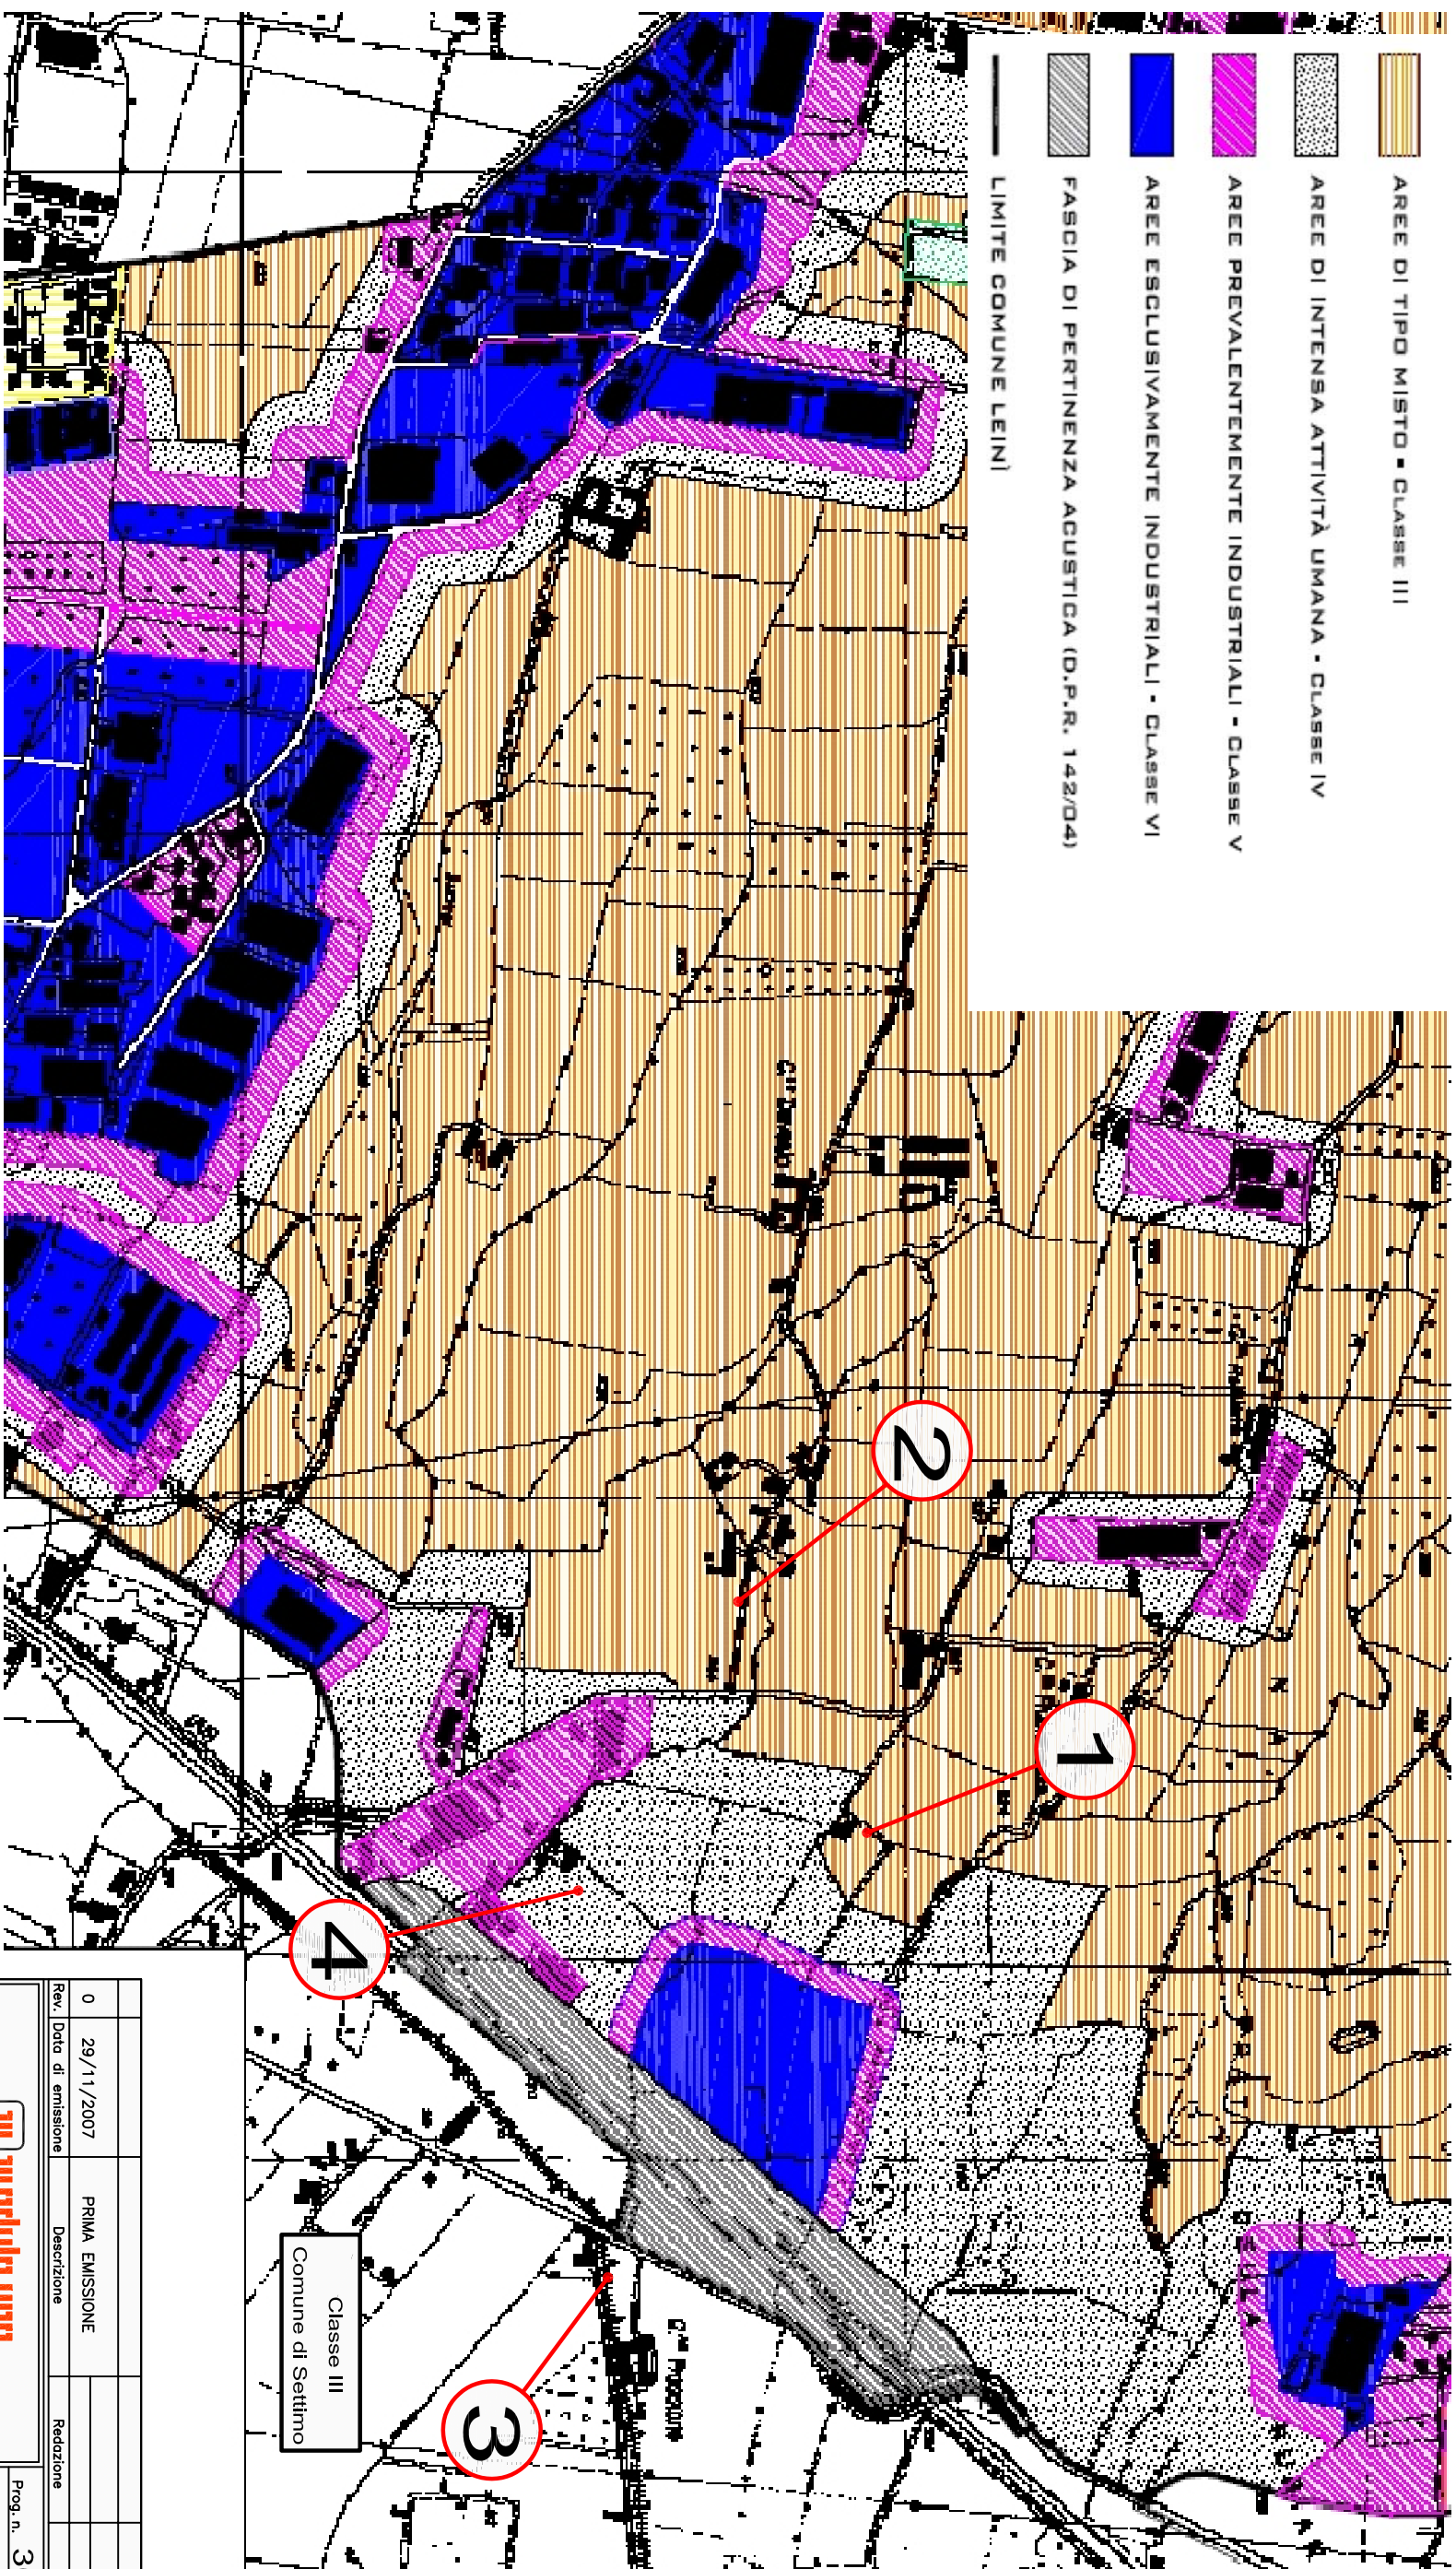 AREE DI TIPO MISTO - CLASSE III
AREE DI INTENSA ATTIVITÀ UMANA - CLASSE IV
AREE PREVALENTEMENTE INDUSTRIALI - CLASSE V
AREE ESCLUSIVAMENTE INDUSTRIALI - CLASSE VI
FASCIA DI PERTINENZA ACUSTICA (D.P.R. 142/04)
LIMITE COMUNE LEINÌ
2
1
4
3
Classe III
Comune di Settimo
0 29/11/2007 PRIMA EMISSIONE
Rev. Data di emissione Descrizione Redazione
Prog. n.